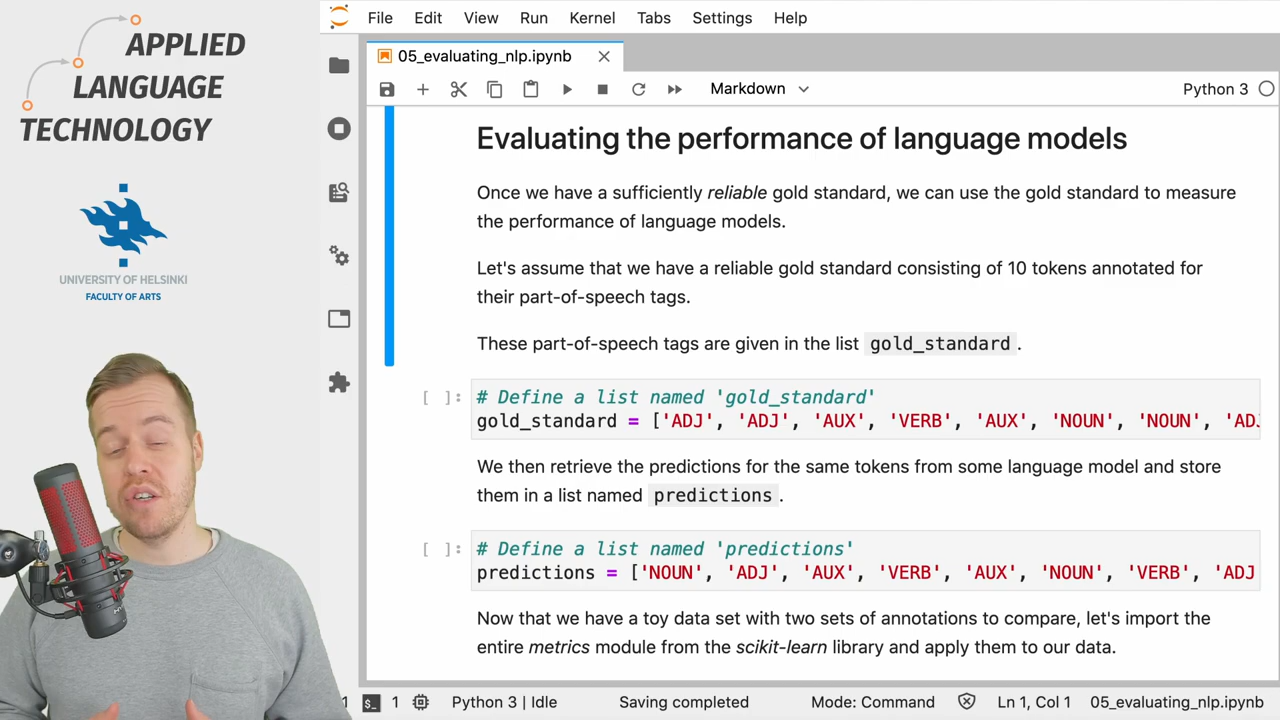 APPLIED
LANGUAGE
TECHNOLOGY
UNIVERSITY OF HELSINKI
FACULTY OF ARTS
File Edit View Run Kernel Tabs Settings Help
05_evaluating_nlp.ipynb
Markdown
Python 3
Evaluating the performance of language models
Once we have a sufficiently reliable gold standard, we can use the gold standard to measure
the performance of language models.
Let's assume that we have a reliable gold standard consisting of 10 tokens annotated for
their part-of-speech tags.
These part-of-speech tags are given in the list gold_standard.
[ ]: # Define a list named 'gold_standard'
gold_standard = ['ADJ', 'ADJ', 'AUX', 'VERB', 'AUX', 'NOUN', 'NOUN', 'ADJ
We then retrieve the predictions for the same tokens from some language model and store
them in a list named predictions.
[ ]: # Define a list named 'predictions'
predictions = ['NOUN', 'ADJ', 'AUX', 'VERB', 'AUX', 'NOUN', 'VERB', 'ADJ
Now that we have a toy data set with two sets of annotations to compare, let's import the
entire metrics module from the scikit-learn library and apply them to our data.
1 1 Python 3 | Idle Saving completed Mode: Command Ln 1, Col 1 05_evaluating_nlp.ipynb